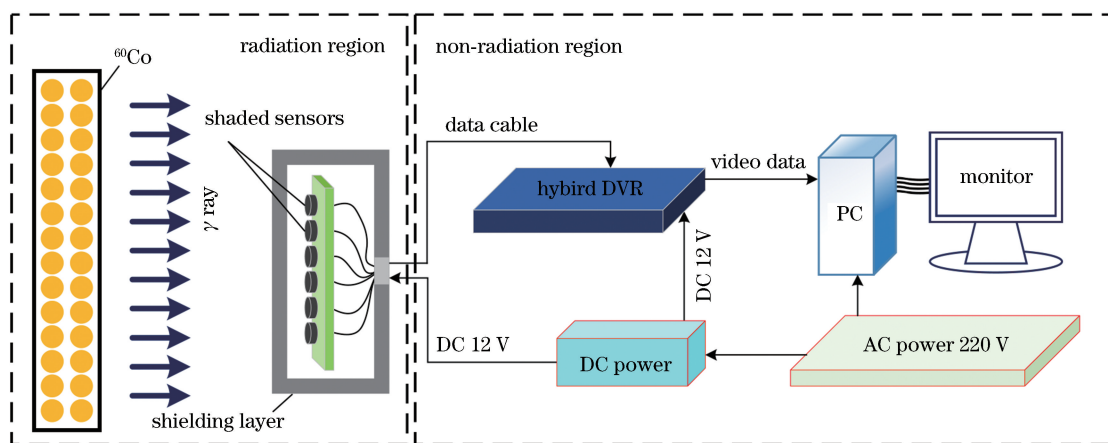 radiation region
non-radiation region
⁶⁰Co
shaded sensors
γ ray
shielding layer
data cable
hybird DVR
video data
PC
monitor
DC 12 V
DC 12 V
DC power
AC power 220 V